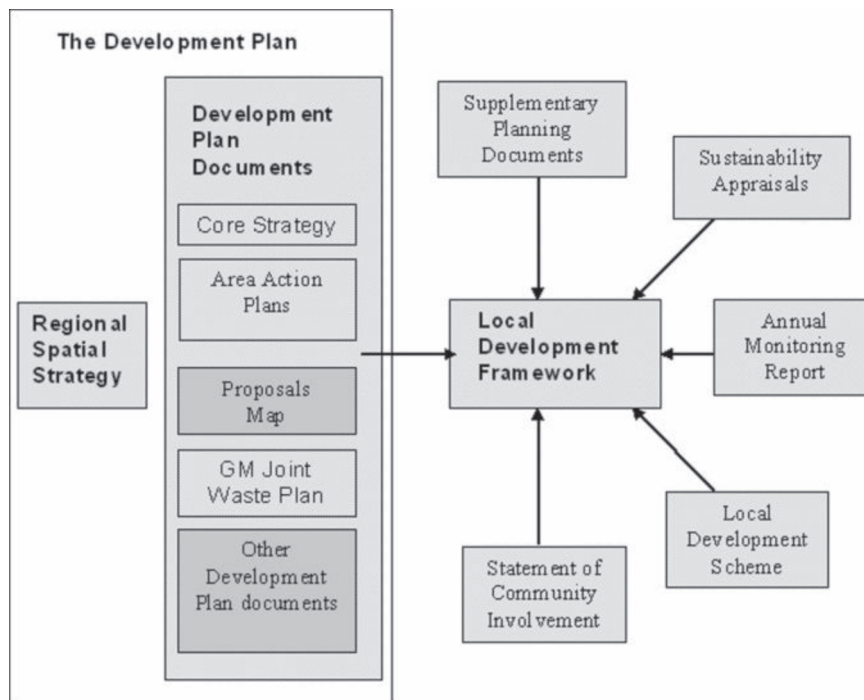 The Development Plan
Development
Plan
Documents
Core Strategy
Area Action
Plans
Regional
Spatial
Strategy
Proposals
Map
GM Joint
Waste Plan
Other
Development
Plan documents
Supplementary
Planning
Documents
Sustainability
Appraisals
Local
Development
Framework
Annual
Monitoring
Report
Local
Development
Scheme
Statement of
Community
Involvement